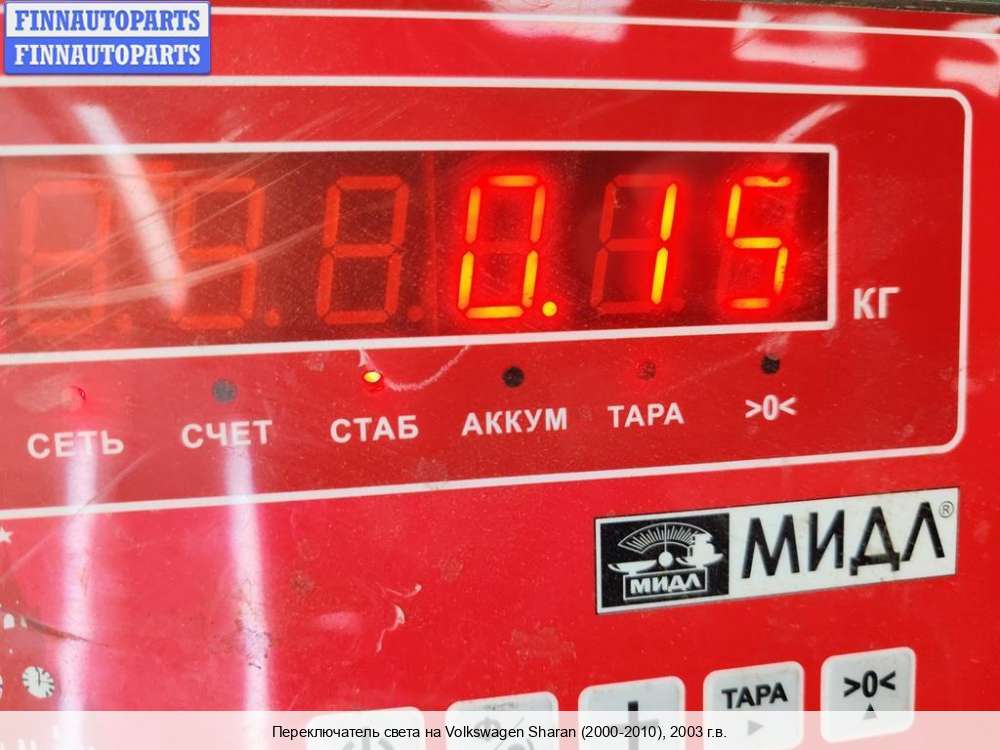 FINNAUTOPARTS
FINNAUTOPARTS
0.15
КГ
СЕТЬ СЧЕТ СТАБ АККУМ ТАРА >0<
МИДЛ МИДЛ®
ТАРА >0<
Переключатель света на Volkswagen Sharan (2000-2010), 2003 г.в.